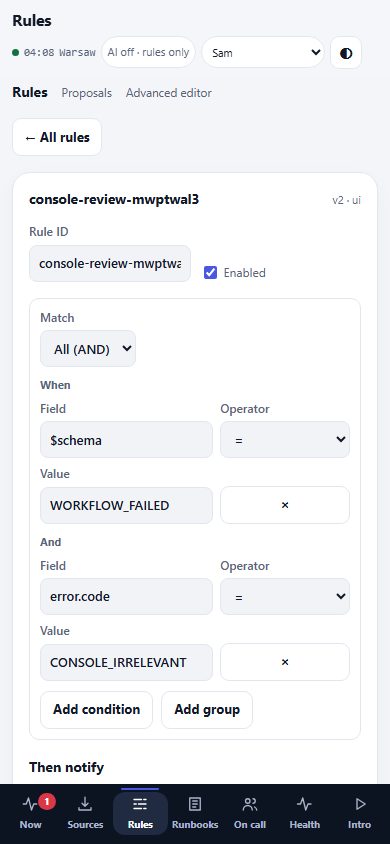 Rules
04:08 Warsaw AI off · rules only Sam
Rules Proposals Advanced editor
← All rules
console-review-mwptwal3 v2 · ui
Rule ID
console-review-mwptwa Enabled
Match
All (AND)
When
Field Operator
$schema =
Value
WORKFLOW_FAILED ×
And
Field Operator
error.code =
Value
CONSOLE_IRRELEVANT ×
Add condition Add group
Then notify
1
Now Sources Rules Runbooks On call Health Intro